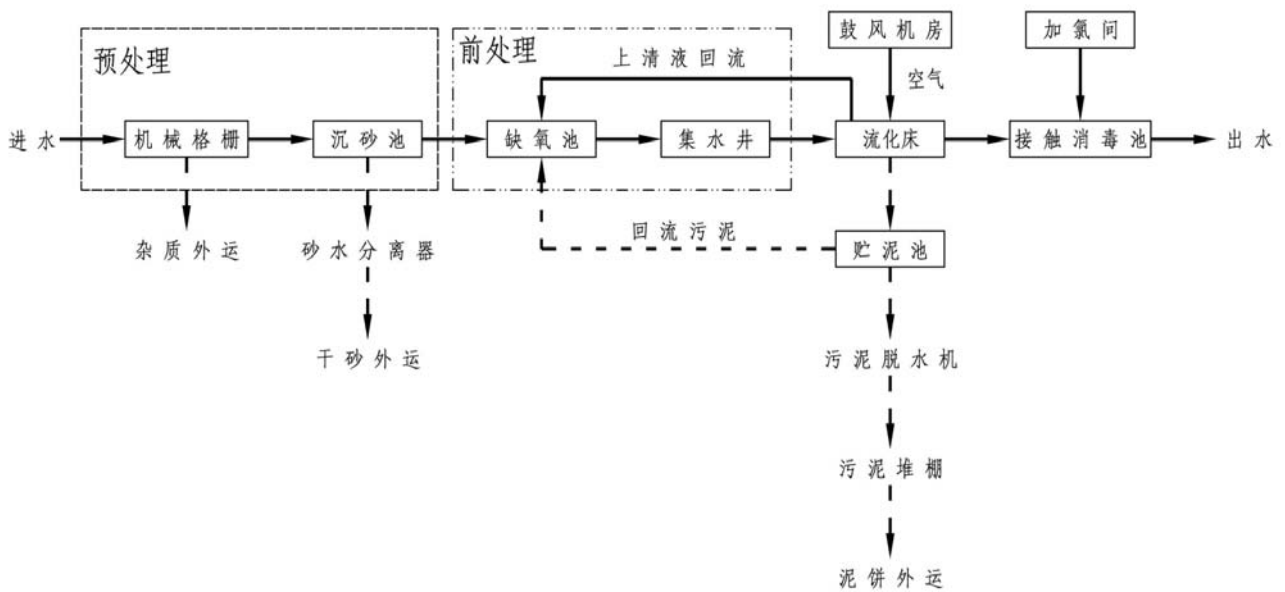 鼓风机房
加氯问
预处理
前处理
上清液回流
空气
进水
机械格栅
沉砂池
缺氧池
集水井
流化床
接触消毒池
出水
杂质外运
砂水分离器
回流污泥
贮泥池
干砂外运
污泥脱水机
污泥堆棚
泥饼外运